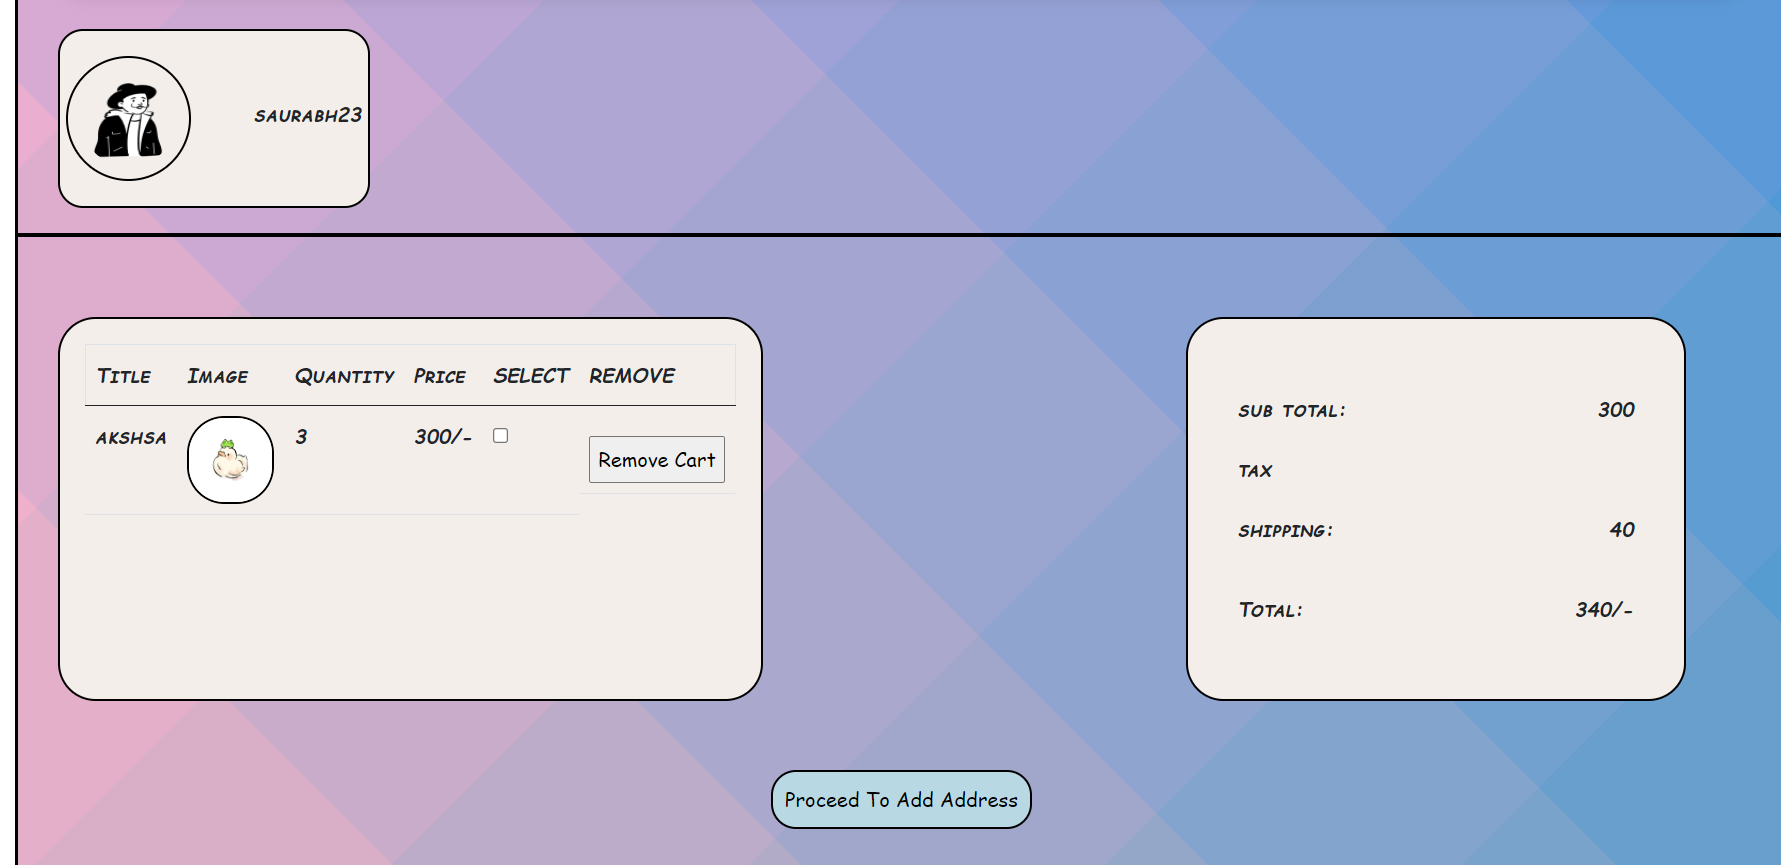 saurabh23
Title Image Quantity Price SELECT REMOVE
akshsa 3 300/- Remove Cart
sub total: 300
tax
shipping: 40
Total: 340/-
Proceed To Add Address